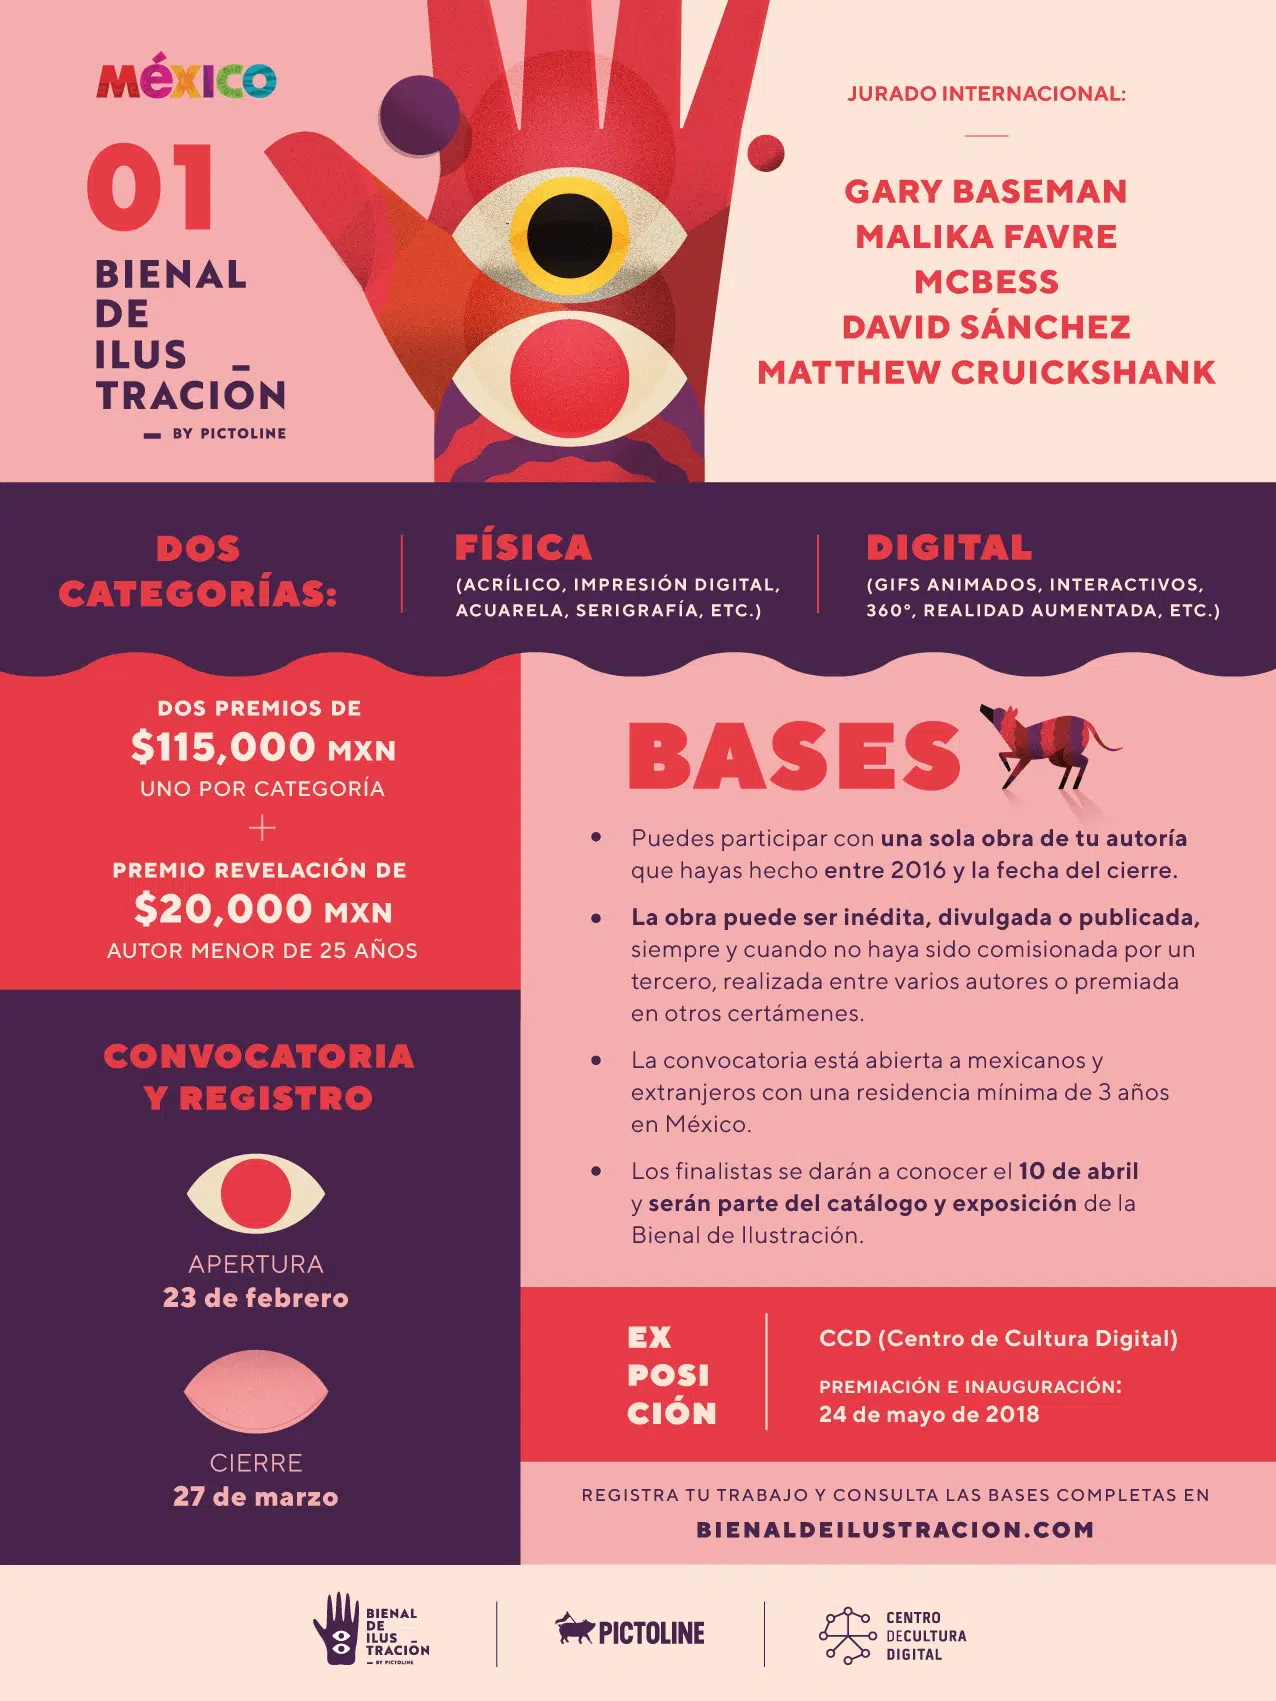 MéXICO
01
BIENAL
DE
ILUS
TRACIŌN
BY PICTOLINE
JURADO INTERNACIONAL:
GARY BASEMAN
MALIKA FAVRE
MCBESS
DAVID SÁNCHEZ
MATTHEW CRUICKSHANK
DOS
CATEGORÍAS:
FÍSICA
(ACRÍLICO, IMPRESIÓN DIGITAL,
ACUARELA, SERIGRAFÍA, ETC.)
DIGITAL
(GIFS ANIMADOS, INTERACTIVOS,
360°, REALIDAD AUMENTADA, ETC.)
DOS PREMIOS DE
$115,000 MXN
UNO POR CATEGORÍA
+
PREMIO REVELACIÓN DE
$20,000 MXN
AUTOR MENOR DE 25 AÑOS
CONVOCATORIA
Y REGISTRO
APERTURA
23 de febrero
CIERRE
27 de marzo
BASES
• Puedes participar con una sola obra de tu autoría
que hayas hecho entre 2016 y la fecha del cierre.
• La obra puede ser inédita, divulgada o publicada,
siempre y cuando no haya sido comisionada por un
tercero, realizada entre varios autores o premiada
en otros certámenes.
• La convocatoria está abierta a mexicanos y
extranjeros con una residencia mínima de 3 años
en México.
• Los finalistas se darán a conocer el 10 de abril
y serán parte del catálogo y exposición de la
Bienal de Ilustración.
EX
POSI
CIÓN
CCD (Centro de Cultura Digital)
PREMIACIÓN E INAUGURACIÓN:
24 de mayo de 2018
REGISTRA TU TRABAJO Y CONSULTA LAS BASES COMPLETAS EN
BIENALDEILUSTRACION.COM
BIENAL
DE
ILUS
TRACIŌN
BY PICTOLINE
PICTOLINE
CENTRO
DECULTURA
DIGITAL